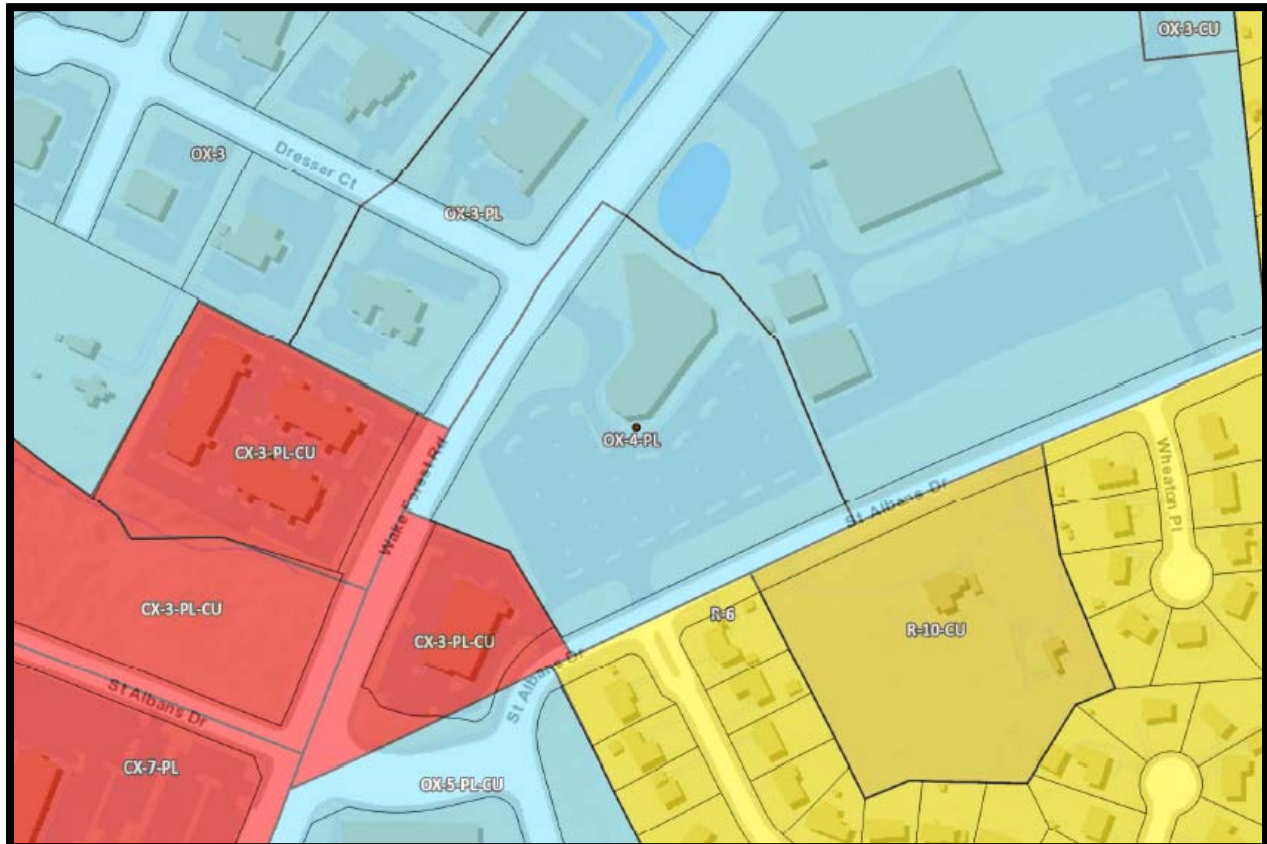 OX-3-CU
Dresser Ct
OX-3
OX-3-PL
OX-4-PL
Wake Forest Rd
CX-3-PL-CU
St Albans Dr
Wheaton Pl
CX-3-PL-CU
R-6
R-10-CU
CX-3-PL-CU
St Albans Dr
St Albans Dr
CX-7-PL
OX-5-PL-CU